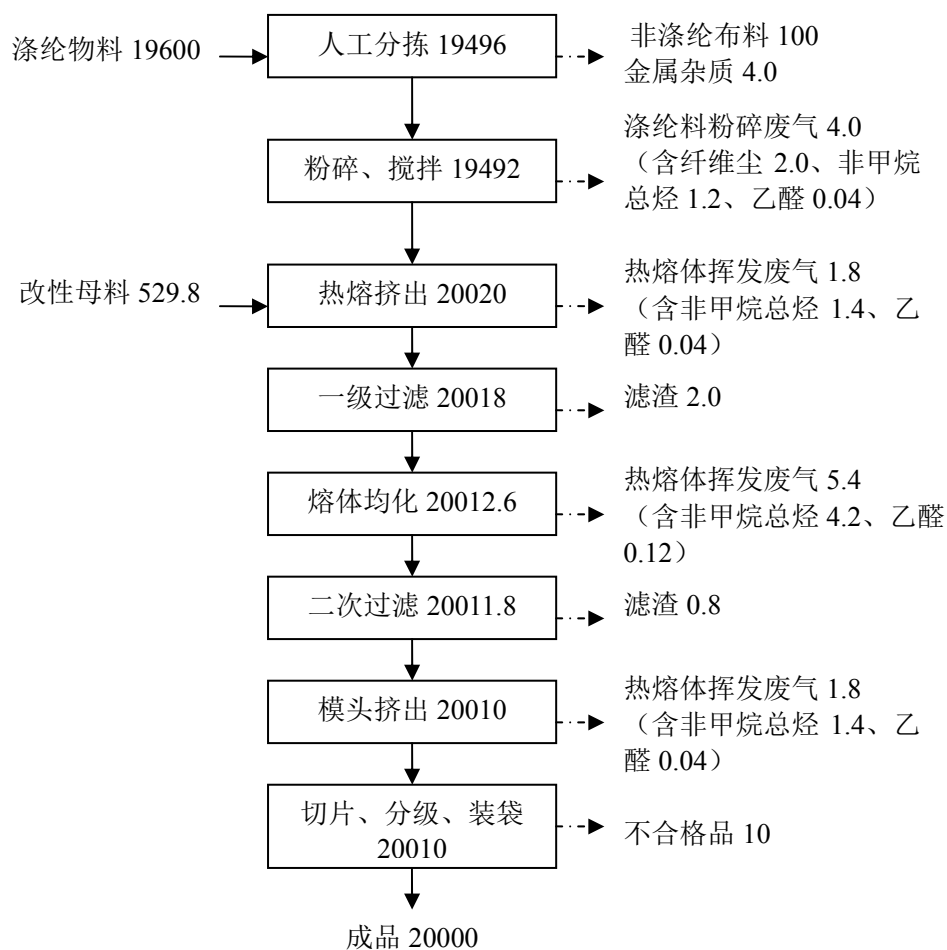 涤纶物料 19600
人工分拣 19496
非涤纶布料 100
金属杂质 4.0
粉碎、搅拌 19492
涤纶料粉碎废气 4.0
（含纤维尘 2.0、非甲烷
总烃 1.2、乙醛 0.04）
改性母料 529.8
热熔挤出 20020
热熔体挥发废气 1.8
（含非甲烷总烃 1.4、乙
醛 0.04）
一级过滤 20018
滤渣 2.0
熔体均化 20012.6
热熔体挥发废气 5.4
（含非甲烷总烃 4.2、乙醛
0.12）
二次过滤 20011.8
滤渣 0.8
模头挤出 20010
热熔体挥发废气 1.8
（含非甲烷总烃 1.4、乙
醛 0.04）
切片、分级、装袋
20010
不合格品 10
成品 20000